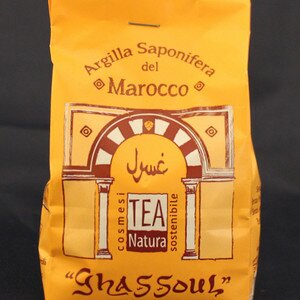 Argilla Saponifera
del
Marocco
غسول
cosmesi
TEA
Natura
sostenibile
"Ghassoul"